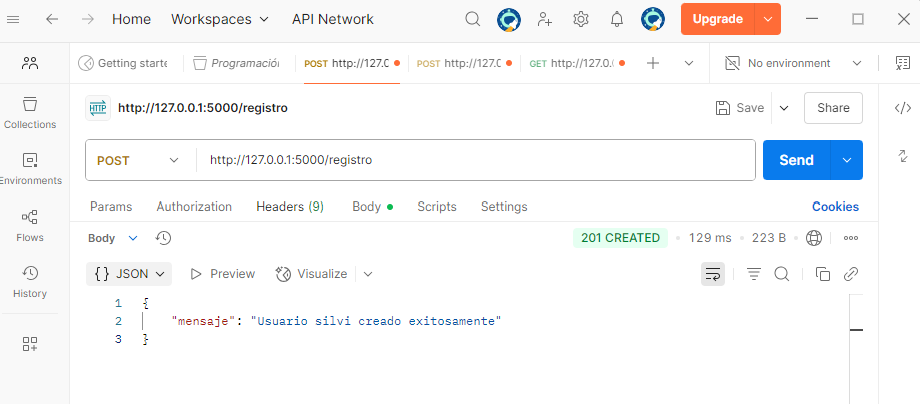 Home Workspaces API Network Upgrade
Getting starte Programación POST http://127.0 POST http://127.0 GET http://127.0. No environment
HTTP http://127.0.0.1:5000/registro Save Share
Collections
POST http://127.0.0.1:5000/registro Send
Environments
Params Authorization Headers (9) Body Scripts Settings Cookies
Flows
Body 201 CREATED 129 ms 223 B
{} JSON Preview Visualize
History
1 {
2 "mensaje": "Usuario silvi creado exitosamente"
3 }